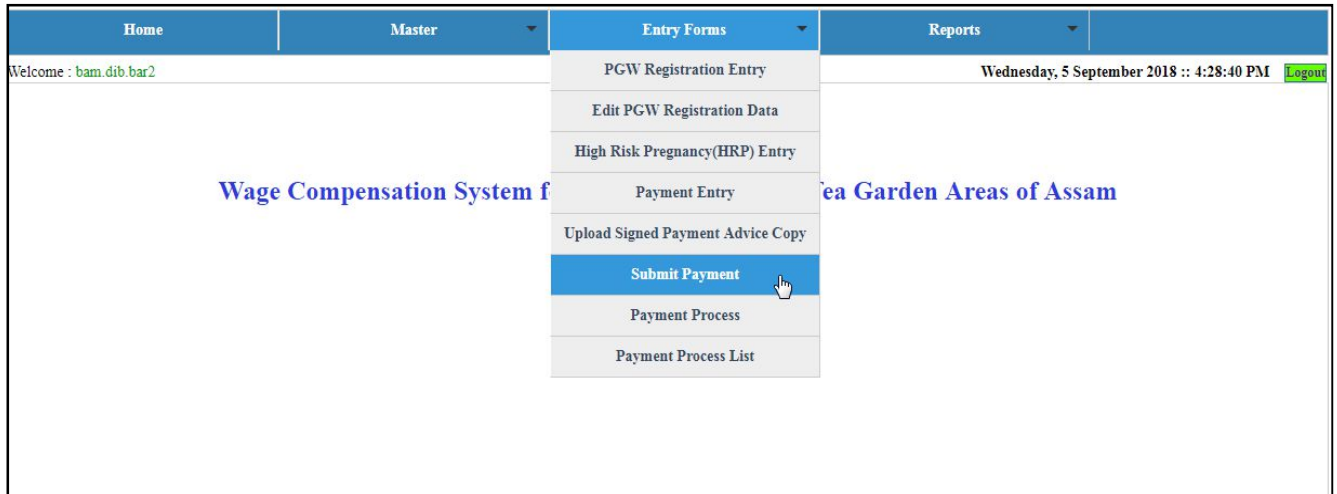 Home Master Entry Forms Reports
Welcome : bam.dib.bar2 Wednesday, 5 September 2018 :: 4:28:40 PM Logout
PGW Registration Entry
Edit PGW Registration Data
High Risk Pregnancy(HRP) Entry
Wage Compensation System f ea Garden Areas of Assam
Payment Entry
Upload Signed Payment Advice Copy
Submit Payment
Payment Process
Payment Process List